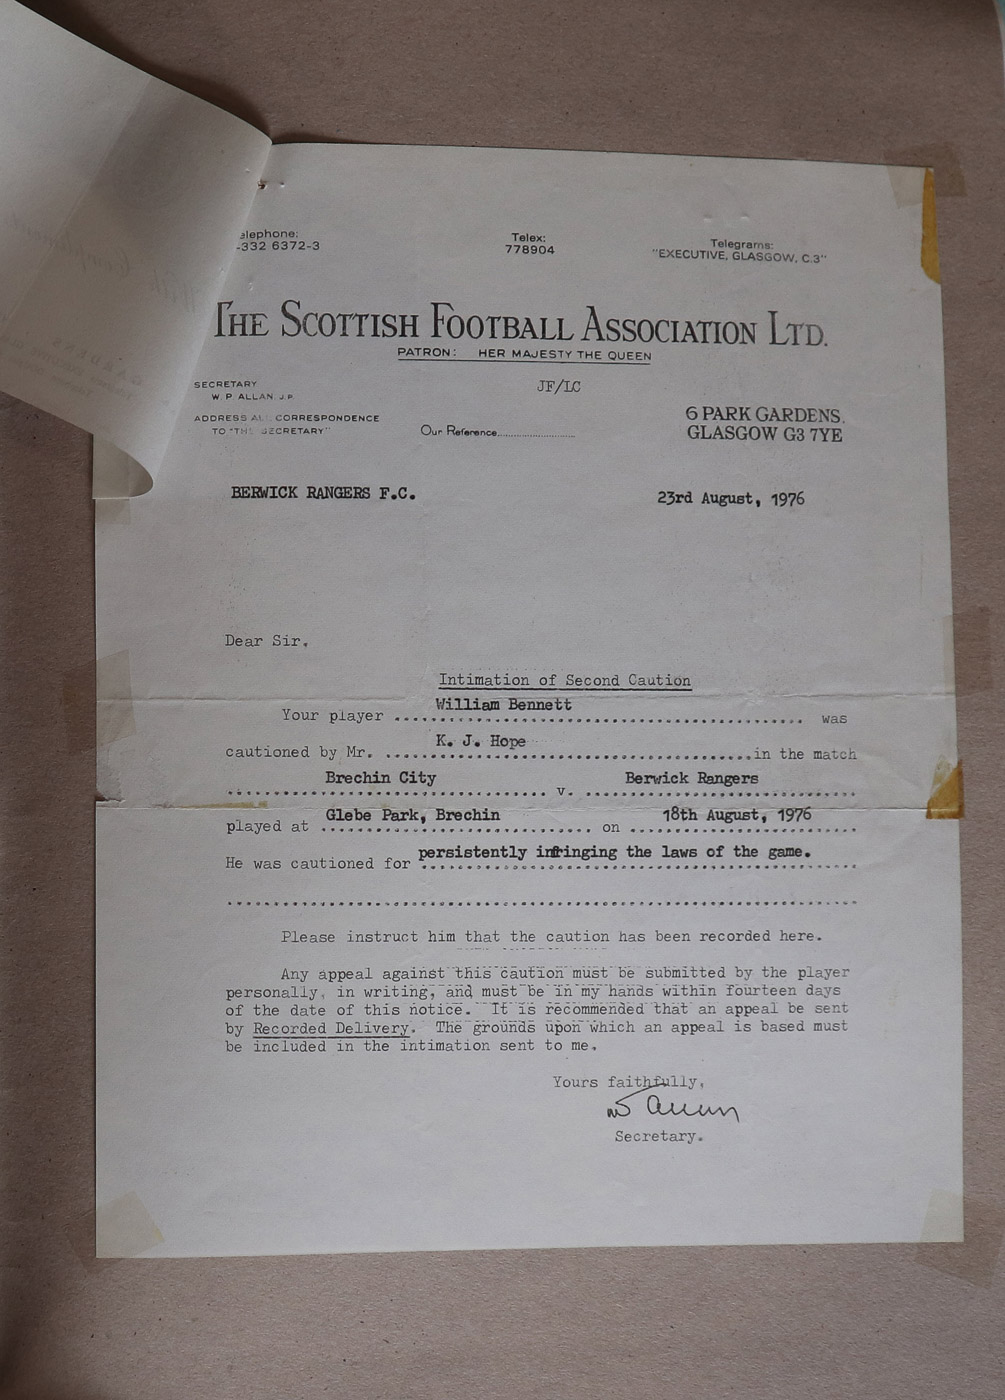 elephone:
-332 6372-3
Telex:
778904
Telegrams:
"EXECUTIVE, GLASGOW, C.3"
THE SCOTTISH FOOTBALL ASSOCIATION LTD.
PATRON: HER MAJESTY THE QUEEN
SECRETARY
W. P. ALLAN, J.P.
JF/LC
ADDRESS ALL CORRESPONDENCE
TO "THE SECRETARY"
Our Reference..........................
6 PARK GARDENS,
GLASGOW G3 7YE
BERWICK RANGERS F.C.
23rd August, 1976
Dear Sir,
Intimation of Second Caution
Your player William Bennett was
cautioned by Mr. K. J. Hope in the match
Brechin City v. Berwick Rangers
played at Glebe Park, Brechin on 18th August, 1976
He was cautioned for persistently infringing the laws of the game.
Please instruct him that the caution has been recorded here.
Any appeal against this caution must be submitted by the player
personally, in writing, and must be in my hands within fourteen days
of the date of this notice. It is recommended that an appeal be sent
by Recorded Delivery. The grounds upon which an appeal is based must
be included in the intimation sent to me.
Yours faithfully,
W Allan
Secretary.